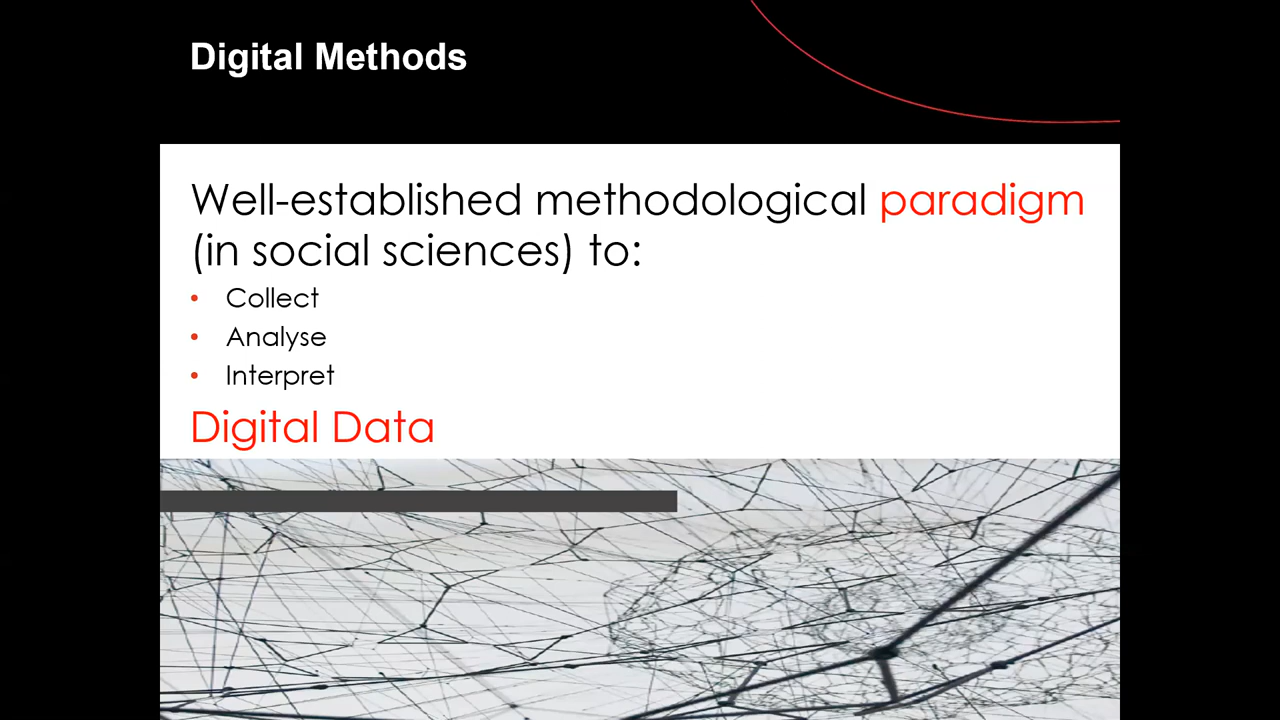 Digital Methods
Well-established methodological paradigm
(in social sciences) to:
• Collect
• Analyse
• Interpret
Digital Data